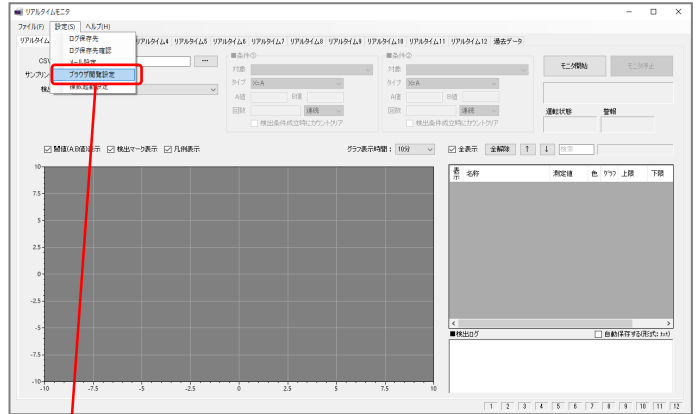 リアルタイムモニタ
ファイル(F) 設定(S) ヘルプ(H)
ログ保存先
ログ保存先確認
メール設定
ブラウザ閲覧設定
複数起動設定
リアルタイム4 リアルタイム5 リアルタイム6 リアルタイム7 リアルタイム8 リアルタイム9 リアルタイム10 リアルタイム11 リアルタイム12 過去データ
CSV
...
サンプリン
検出
■条件①
対象
タイプ X=A
A値 B値
回数 連続
検出条件成立時にカウントクリア
■条件②
対象
タイプ X=A
A値 B値
回数 連続
検出条件成立時にカウントクリア
モニタ開始 モニタ停止
運転状態 警報
閾値(A,B値)表示 検出マーク表示 凡例表示 グラフ表示時間: 10分
全表示 全解除 ↑ ↓ 検索
表示 名称 測定値 色 グラフ 上限 下限
10
7.5
5
2.5
0
-2.5
-5
-7.5
-10
-10 -7.5 -5 -2.5 0 2.5 5 7.5 10
■検出ログ 自動保存する(形式: txt)
1 2 3 4 5 6 7 8 9 10 11 12